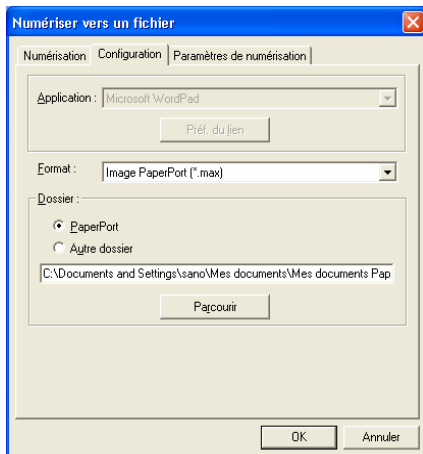 Numériser vers un fichier
Numérisation Configuration Paramètres de numérisation
Application : Microsoft WordPad
Préf. du lien
Format : Image PaperPort (*.max)
Dossier :
PaperPort
Autre dossier
C:\Documents and Settings\sano\Mes documents\Mes documents Pap
Parcourir
OK Annuler